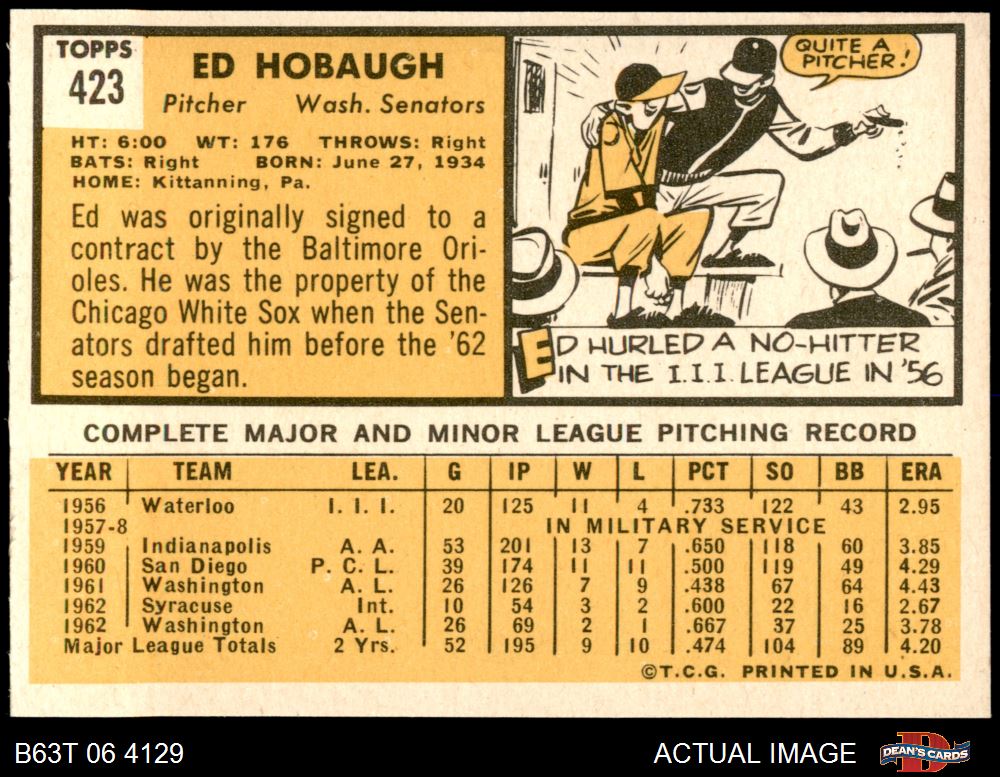 TOPPS
423
ED HOBAUGH
Pitcher Wash. Senators
HT: 6:00 WT: 176 THROWS: Right
BATS: Right BORN: June 27, 1934
HOME: Kittanning, Pa.
Ed was originally signed to a
contract by the Baltimore Ori-
oles. He was the property of the
Chicago White Sox when the Sen-
ators drafted him before the '62
season began.
QUITE A
PITCHER!
ED HURLED A NO-HITTER
IN THE I.I.I. LEAGUE IN '56
COMPLETE MAJOR AND MINOR LEAGUE PITCHING RECORD
YEAR TEAM LEA. G IP W L PCT SO BB ERA
1956 Waterloo I. I. I. 20 125 11 4 .733 122 43 2.95
1957-8 IN MILITARY SERVICE
1959 Indianapolis A. A. 53 201 13 7 .650 118 60 3.85
1960 San Diego P. C. L. 39 174 11 11 .500 119 49 4.29
1961 Washington A. L. 26 126 7 9 .438 67 64 4.43
1962 Syracuse Int. 10 54 3 2 .600 22 16 2.67
1962 Washington A. L. 26 69 2 1 .667 37 25 3.78
Major League Totals 2 Yrs. 52 195 9 10 .474 104 89 4.20
©T.C.G. PRINTED IN U.S.A.
B63T 06 4129 ACTUAL IMAGE DEAN'S CARDS